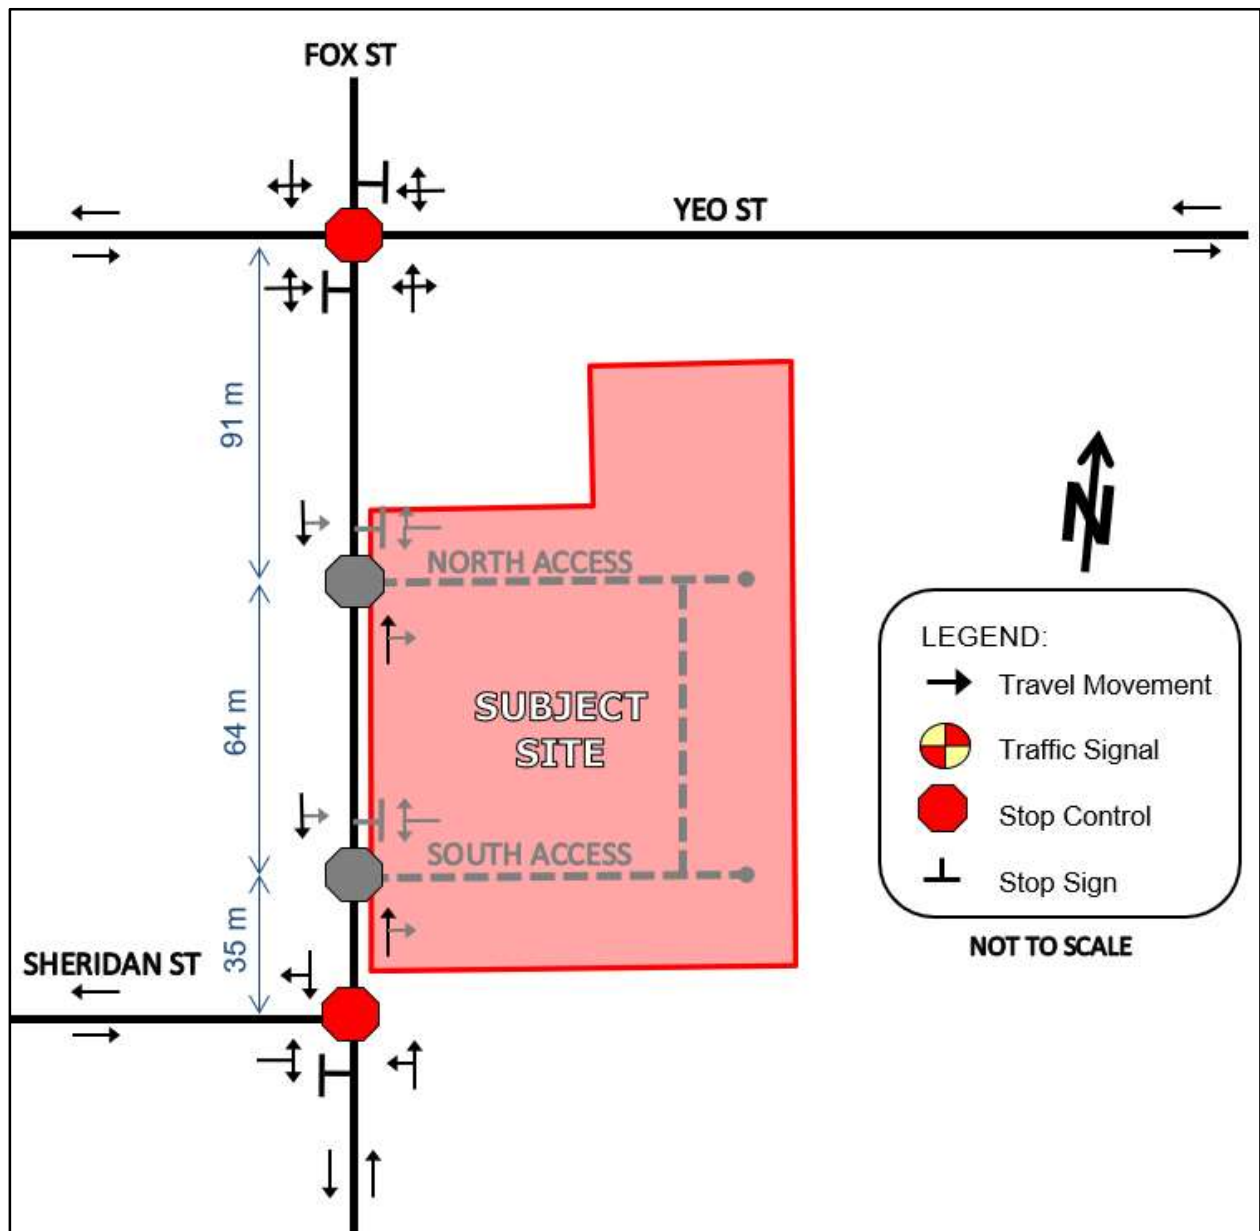 FOX ST
YEO ST
91 m
N
NORTH ACCESS
LEGEND:
Travel Movement
SUBJECT
SITE
64 m
Traffic Signal
Stop Control
SOUTH ACCESS
Stop Sign
35 m
SHERIDAN ST
NOT TO SCALE